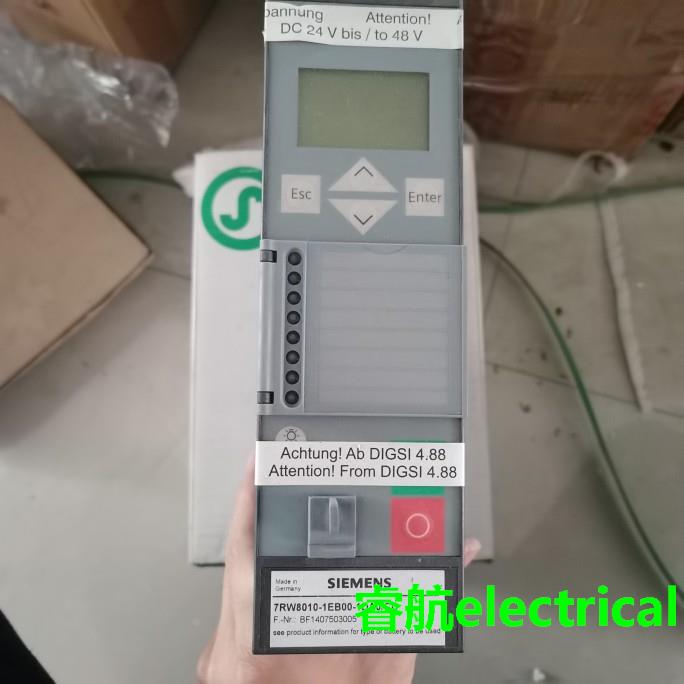 pannung Attention! A
DC 24 V bis / to 48 V
Esc
Enter
Achtung! Ab DIGSI 4.88
Attention! From DIGSI 4.88
Made in
Germany
SIEMENS
7RW8010-1EB00-
F.-Nr.: BF1407503005
see product information for type of battery to be used
睿航electrical